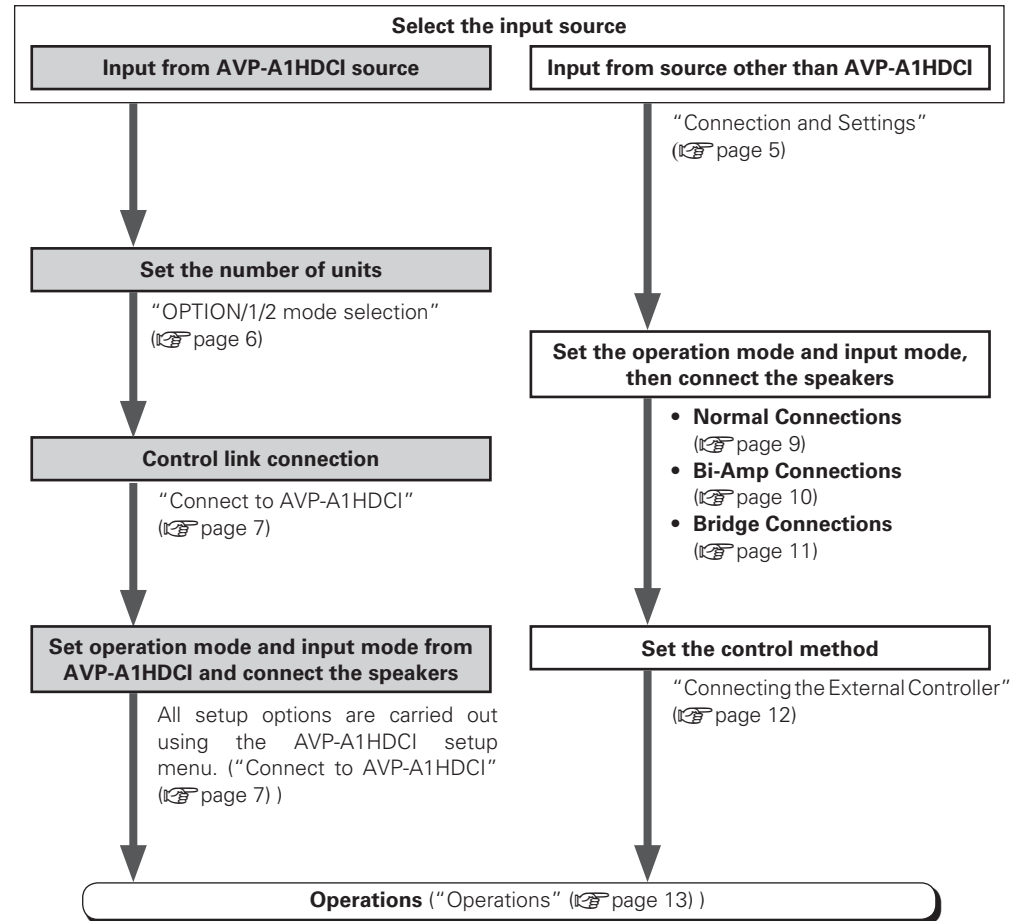 Select the input source
Input from AVP-A1HDCI source
Input from source other than AVP-A1HDCI
“Connection and Settings”
(☞ page 5)
Set the number of units
“OPTION/1/2 mode selection”
(☞ page 6)
Set the operation mode and input mode,
then connect the speakers
• Normal Connections
(☞ page 9)
• Bi-Amp Connections
(☞ page 10)
• Bridge Connections
(☞ page 11)
Control link connection
“Connect to AVP-A1HDCI”
(☞ page 7)
Set operation mode and input mode from
AVP-A1HDCI and connect the speakers
All setup options are carried out
using the AVP-A1HDCI setup
menu. (“Connect to AVP-A1HDCI”
(☞ page 7) )
Set the control method
“Connecting the External Controller”
(☞ page 12)
Operations (“Operations” (☞ page 13) )